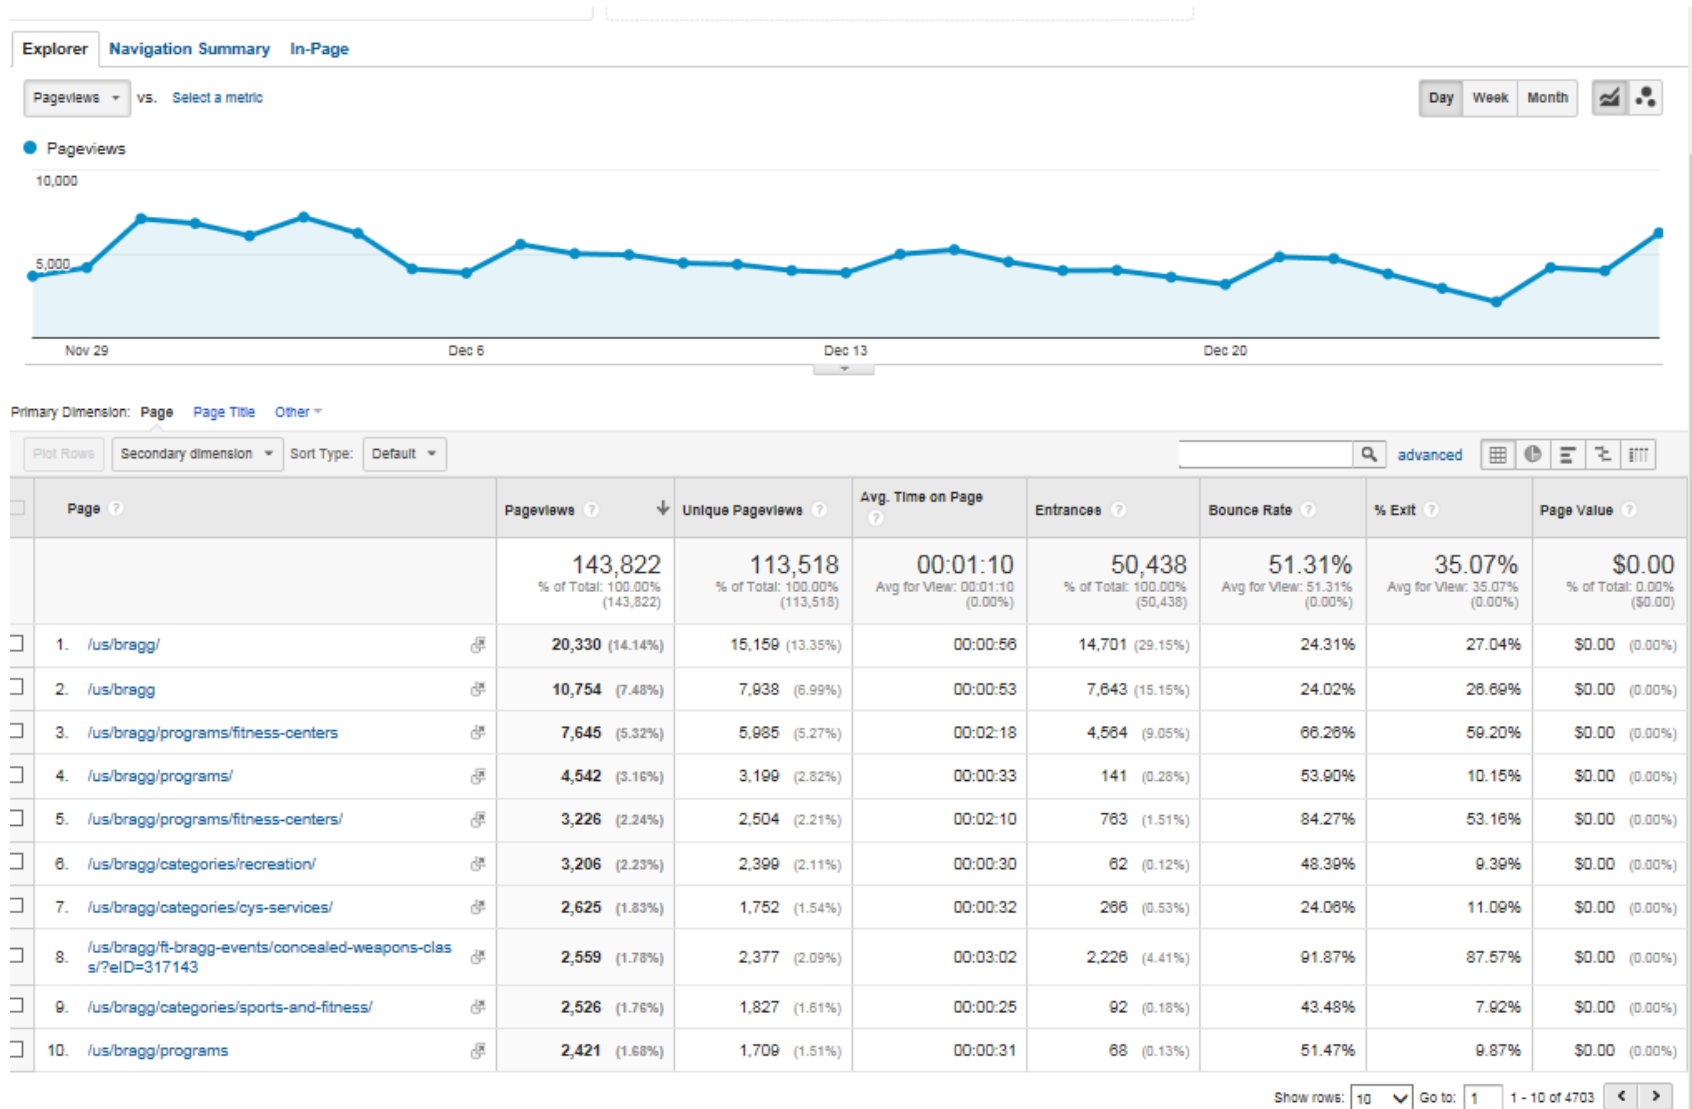 Explorer Navigation Summary In-Page
Pageviews vs. Select a metric Day Week Month
Pageviews
10,000
5,000
Nov 29 Dec 6 Dec 13 Dec 20
Primary Dimension: Page Page Title Other
Plot Rows Secondary dimension Sort Type: Default advanced
Page ? Pageviews ? Unique Pageviews ? Avg. Time on Page ? Entrances ? Bounce Rate ? % Exit ? Page Value ?
143,822 113,518 00:01:10 50,438 51.31% 35.07% $0.00
% of Total: 100.00% % of Total: 100.00% Avg for View: 00:01:10 % of Total: 100.00% Avg for View: 51.31% Avg for View: 35.07% % of Total: 0.00%
(143,822) (113,518) (0.00%) (50,438) (0.00%) (0.00%) ($0.00)
1. /us/bragg/ 20,330 (14.14%) 15,159 (13.35%) 00:00:56 14,701 (29.15%) 24.31% 27.04% $0.00 (0.00%)
2. /us/bragg 10,754 (7.48%) 7,938 (6.99%) 00:00:53 7,643 (15.15%) 24.02% 26.69% $0.00 (0.00%)
3. /us/bragg/programs/fitness-centers 7,645 (5.32%) 5,985 (5.27%) 00:02:18 4,564 (9.05%) 66.26% 59.20% $0.00 (0.00%)
4. /us/bragg/programs/ 4,542 (3.16%) 3,199 (2.82%) 00:00:33 141 (0.28%) 53.90% 10.15% $0.00 (0.00%)
5. /us/bragg/programs/fitness-centers/ 3,226 (2.24%) 2,504 (2.21%) 00:02:10 763 (1.51%) 84.27% 53.16% $0.00 (0.00%)
6. /us/bragg/categories/recreation/ 3,206 (2.23%) 2,399 (2.11%) 00:00:30 62 (0.12%) 48.39% 9.39% $0.00 (0.00%)
7. /us/bragg/categories/cys-services/ 2,625 (1.83%) 1,752 (1.54%) 00:00:32 266 (0.53%) 24.06% 11.09% $0.00 (0.00%)
/us/bragg/ft-bragg-events/concealed-weapons-clas
8. s/?eID=317143 2,559 (1.78%) 2,377 (2.09%) 00:03:02 2,226 (4.41%) 91.87% 87.57% $0.00 (0.00%)
9. /us/bragg/categories/sports-and-fitness/ 2,526 (1.76%) 1,827 (1.61%) 00:00:25 92 (0.18%) 43.48% 7.92% $0.00 (0.00%)
10. /us/bragg/programs 2,421 (1.68%) 1,709 (1.51%) 00:00:31 68 (0.13%) 51.47% 9.87% $0.00 (0.00%)
Show rows: 10 Go to: 1 1 - 10 of 4703